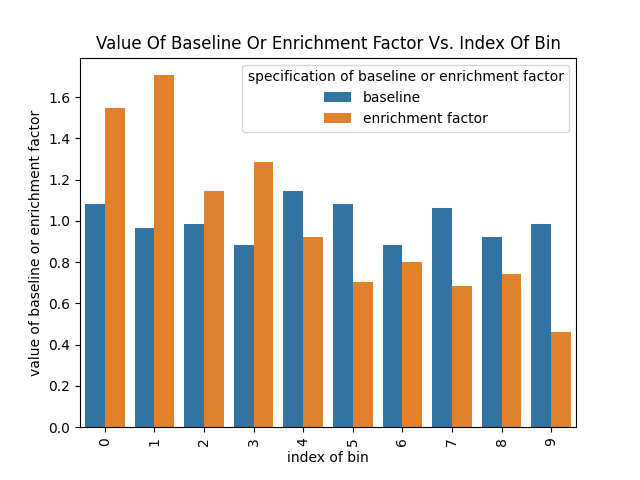 Value Of Baseline Or Enrichment Factor Vs. Index Of Bin
specification of baseline or enrichment factor
baseline
enrichment factor
value of baseline or enrichment factor
1.6
1.4
1.2
1.0
0.8
0.6
0.4
0.2
0.0
0 1 2 3 4 5 6 7 8 9
index of bin